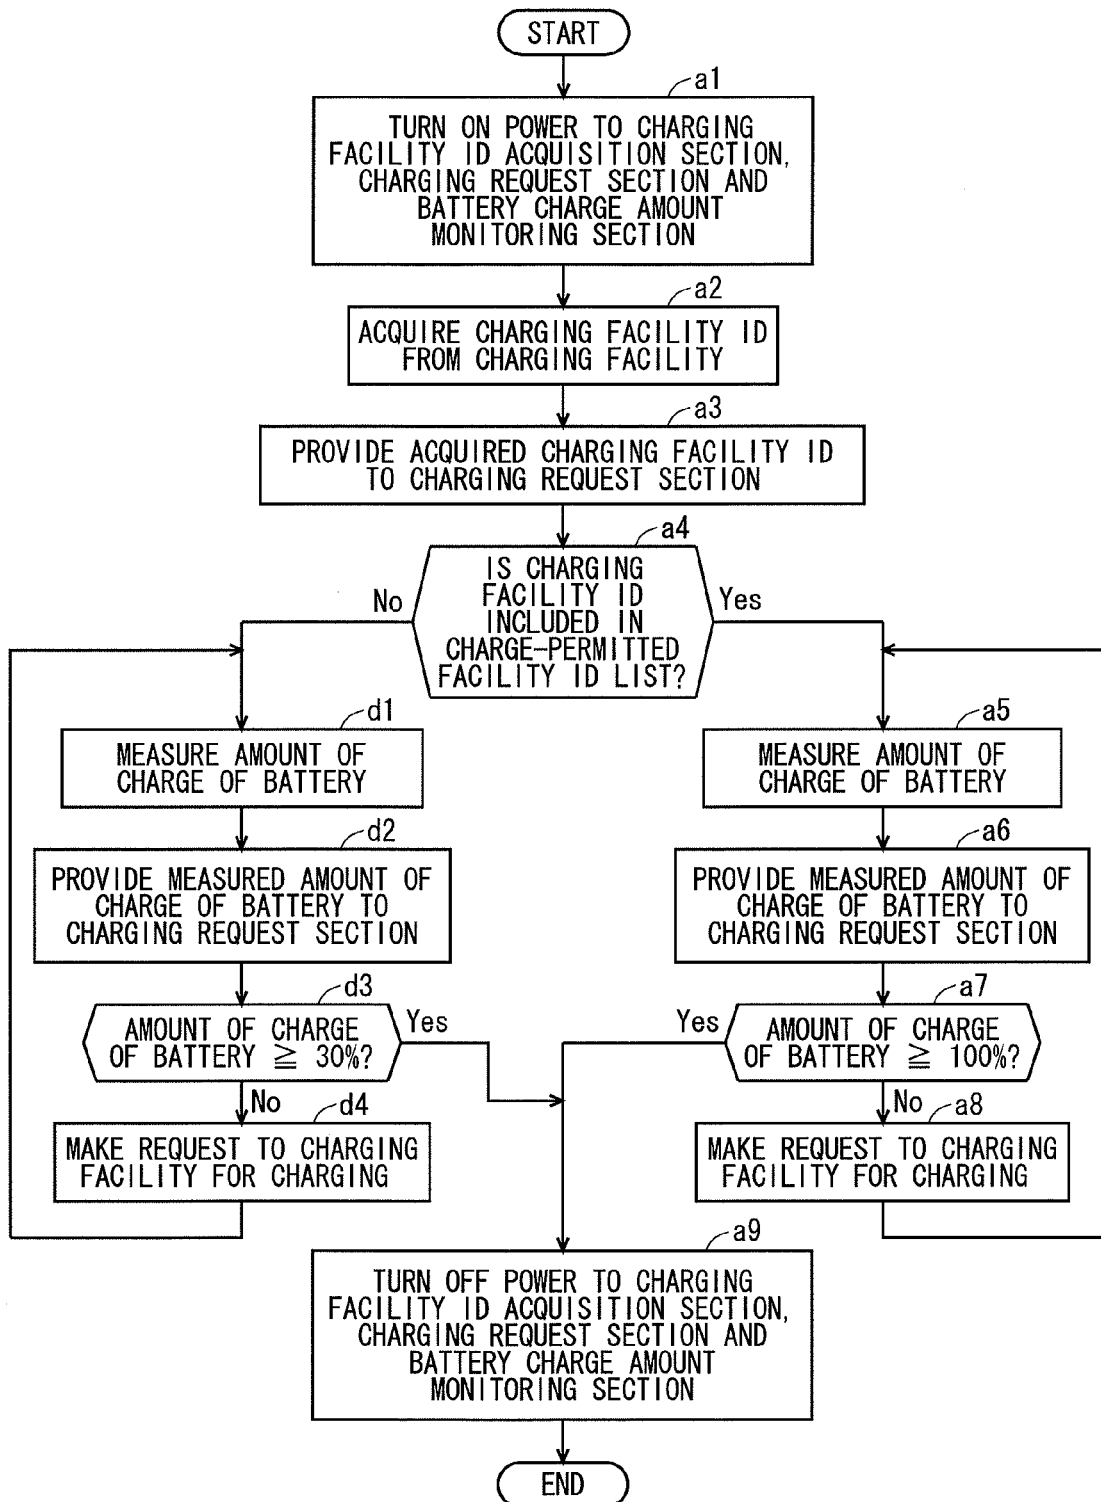 START
a1
TURN ON POWER TO CHARGING
FACILITY ID ACQUISITION SECTION,
CHARGING REQUEST SECTION AND
BATTERY CHARGE AMOUNT
MONITORING SECTION
a2
ACQUIRE CHARGING FACILITY ID
FROM CHARGING FACILITY
a3
PROVIDE ACQUIRED CHARGING FACILITY ID
TO CHARGING REQUEST SECTION
a4
IS CHARGING
FACILITY ID
INCLUDED IN
CHARGE-PERMITTED
FACILITY ID LIST?
No
Yes
d1
MEASURE AMOUNT OF
CHARGE OF BATTERY
d2
PROVIDE MEASURED AMOUNT OF
CHARGE OF BATTERY TO
CHARGING REQUEST SECTION
d3
AMOUNT OF CHARGE
OF BATTERY ≧ 30%?
Yes
No
d4
MAKE REQUEST TO CHARGING
FACILITY FOR CHARGING
a5
MEASURE AMOUNT OF
CHARGE OF BATTERY
a6
PROVIDE MEASURED AMOUNT OF
CHARGE OF BATTERY TO
CHARGING REQUEST SECTION
a7
AMOUNT OF CHARGE
OF BATTERY ≧ 100%?
Yes
No
a8
MAKE REQUEST TO CHARGING
FACILITY FOR CHARGING
a9
TURN OFF POWER TO CHARGING
FACILITY ID ACQUISITION SECTION,
CHARGING REQUEST SECTION AND
BATTERY CHARGE AMOUNT
MONITORING SECTION
END